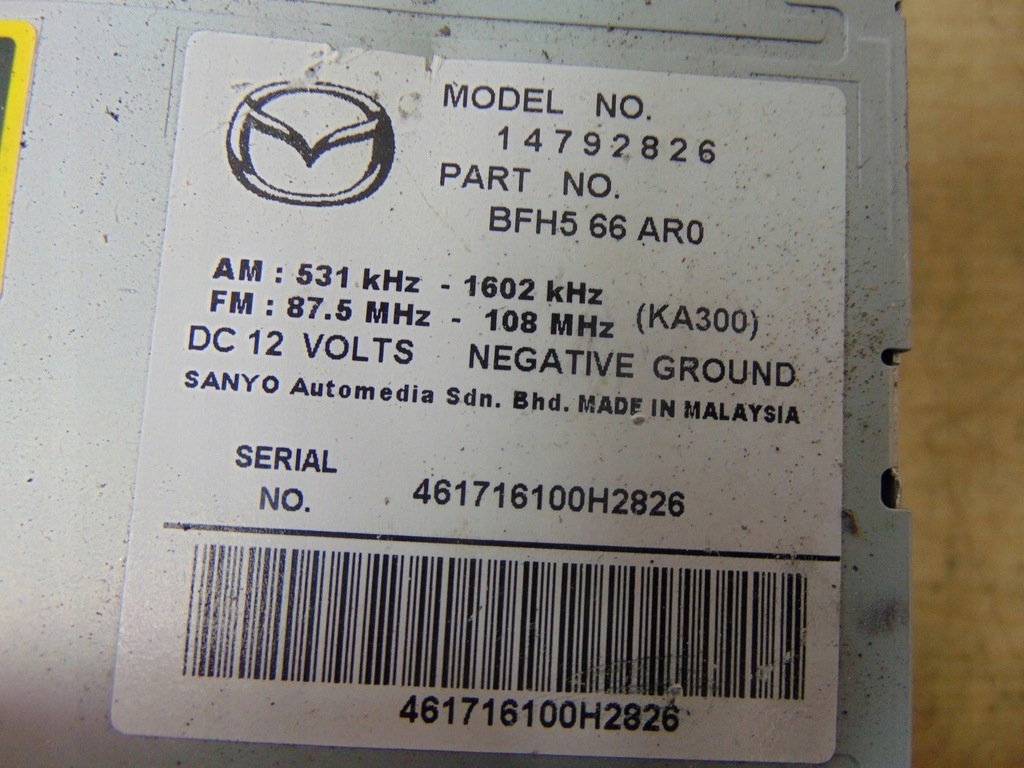 MODEL NO.
14792826
PART NO.
BFH5 66 AR0
AM : 531 kHz - 1602 kHz
FM : 87.5 MHz - 108 MHz (KA300)
DC 12 VOLTS NEGATIVE GROUND
SANYO Automedia Sdn. Bhd. MADE IN MALAYSIA
SERIAL
NO. 461716100H2826
461716100H2826